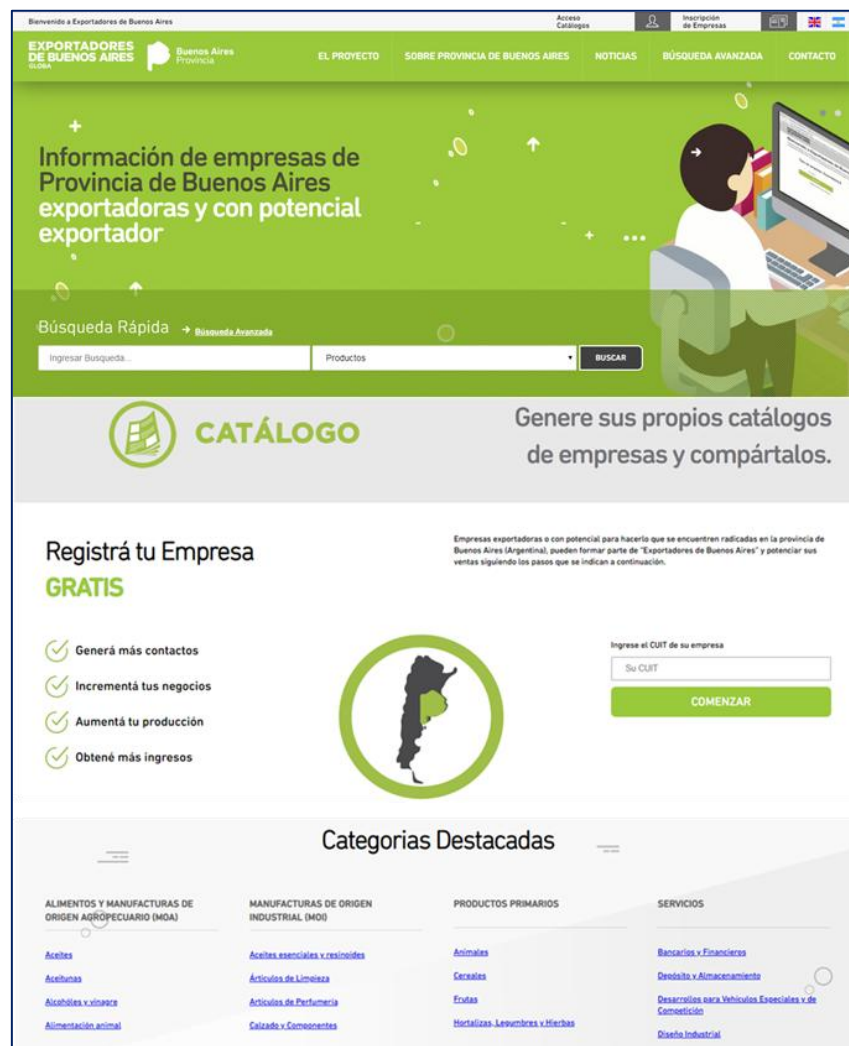 Bienvenido a Exportadores de Buenos Aires
Acceso
Catálogos
Inscripción
de Empresas
EXPORTADORES
DE BUENOS AIRES
GLOBA
Buenos Aires
Provincia
EL PROYECTO
SOBRE PROVINCIA DE BUENOS AIRES
NOTICIAS
BÚSQUEDA AVANZADA
CONTACTO
Información de empresas de
Provincia de Buenos Aires
exportadoras y con potencial
exportador
Búsqueda Rápida
Búsqueda Avanzada
Ingresar Busqueda...
Productos
BUSCAR
CATÁLOGO
Genere sus propios catálogos
de empresas y compártalos.
Registrá tu Empresa
GRATIS
Empresas exportadoras o con potencial para hacerlo que se encuentren radicadas en la provincia de
Buenos Aires (Argentina), pueden formar parte de "Exportadores de Buenos Aires" y potenciar sus
ventas siguiendo los pasos que se indican a continuación.
Generá más contactos
Incrementá tus negocios
Aumentá tu producción
Obtené más ingresos
Ingrese el CUIT de su empresa
Su CUIT
COMENZAR
Categorias Destacadas
ALIMENTOS Y MANUFACTURAS DE
ORIGEN AGROPECUARIO (MOA)
Aceites
Aceitunas
Alcohóles y vinagre
Alimentación animal
MANUFACTURAS DE ORIGEN
INDUSTRIAL (MOI)
Aceites esenciales y resinoides
Árticulos de Limpieza
Artículos de Perfumería
Calzado y Componentes
PRODUCTOS PRIMARIOS
Animales
Cereales
Frutas
Hortalizas, Legumbres y Hierbas
SERVICIOS
Bancarios y Financieros
Depósito y Almacenamiento
Desarrollos para Vehículos Especiales y de
Competición
Diseño Industrial